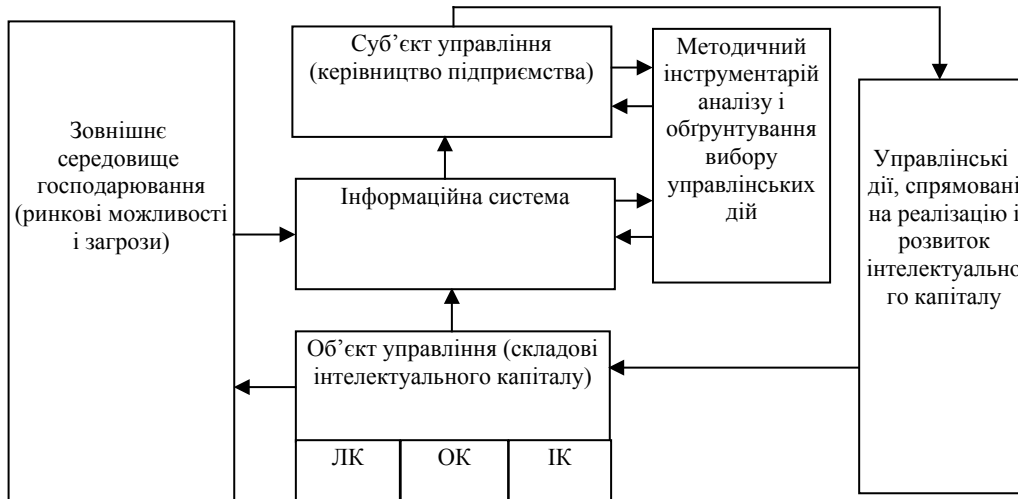 Зовнішнє
середовище
господарювання
(ринкові можливості
і загрози)
Суб’єкт управління
(керівництво підприємства)
Методичний
інструментарій
аналізу і
обґрунтування
вибору
управлінських
дій
Інформаційна система
Об’єкт управління (складові
інтелектуального капіталу)
ЛК
ОК
ІК
Управлінські
дії, спрямовані
на реалізацію і
розвиток
інтелектуально
го капіталу